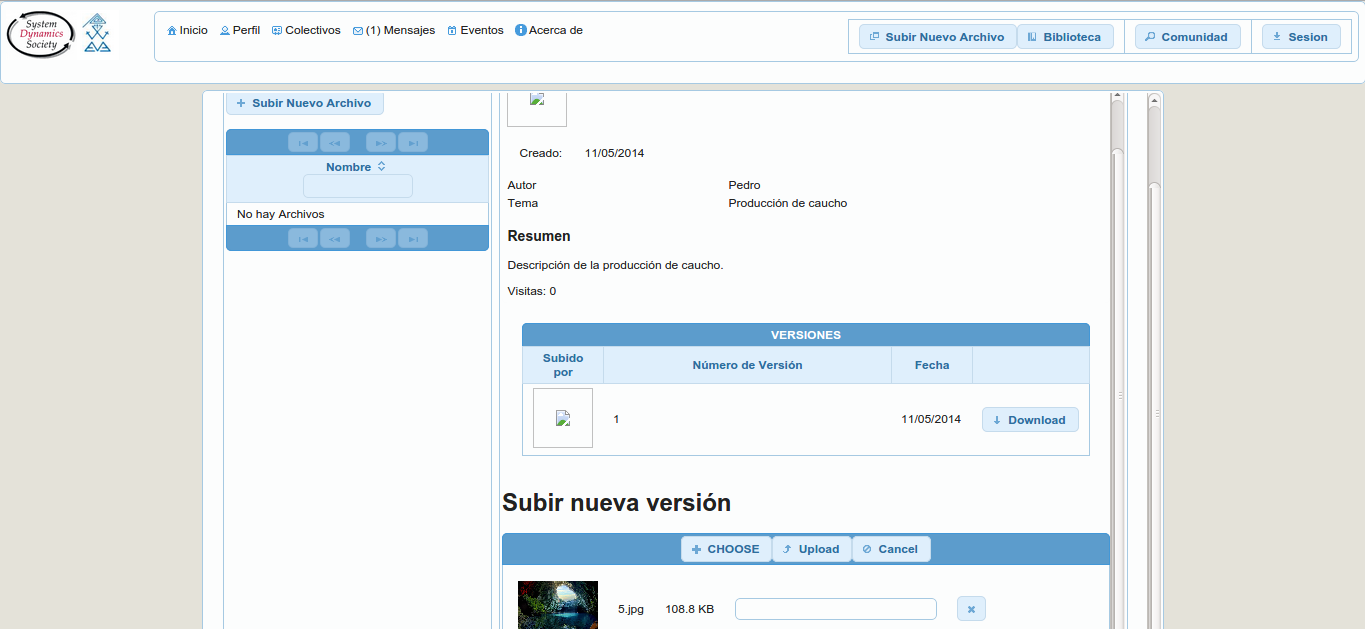 System
Dynamics
Society
Inicio Perfil Colectivos (1) Mensajes Eventos Acerca de
Subir Nuevo Archivo Biblioteca Comunidad Sesion
Subir Nuevo Archivo
Nombre
No hay Archivos
Creado: 11/05/2014
Autor Pedro
Tema Producción de caucho
Resumen
Descripción de la producción de caucho.
Visitas: 0
VERSIONES
Subido por Número de Versión Fecha
1 11/05/2014 Download
Subir nueva versión
CHOOSE Upload Cancel
5.jpg 108.8 KB